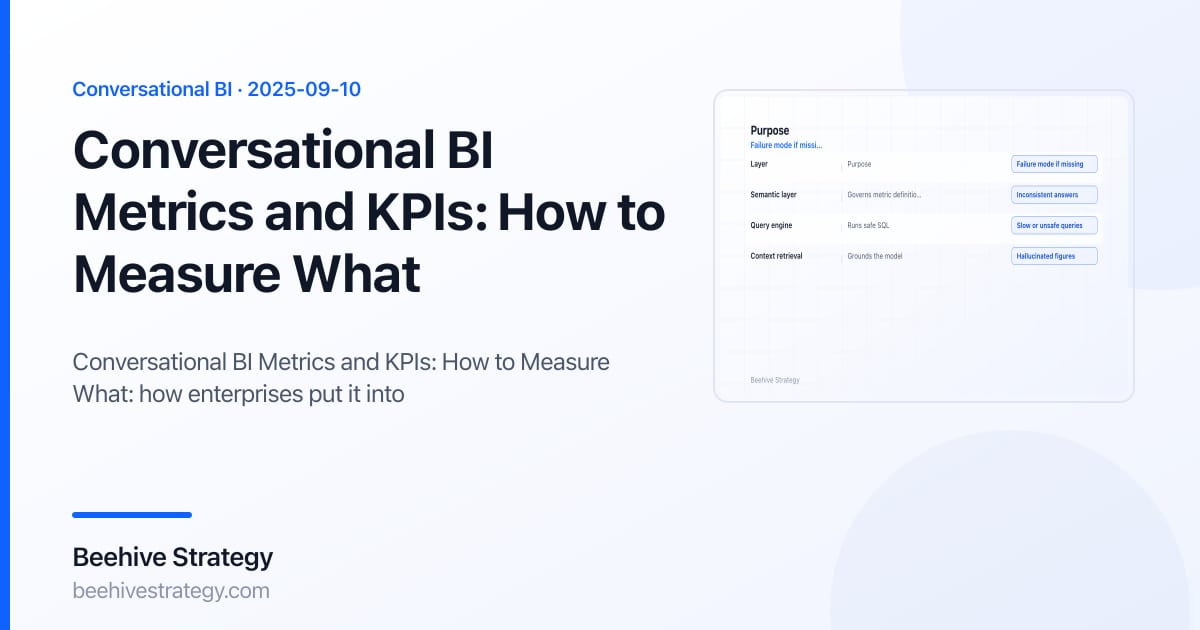 Conversational BI · 2025-09-10
Conversational BI
Metrics and KPIs: How to
Measure What
Conversational BI Metrics and KPIs: How to Measure
What: how enterprises put it into
Beehive Strategy
beehivestrategy.com
Purpose
Failure mode if missi...
Layer Purpose Failure mode if missing
Semantic layer Governs metric definitio... Inconsistent answers
Query engine Runs safe SQL Slow or unsafe queries
Context retrieval Grounds the model Hallucinated figures
Beehive Strategy